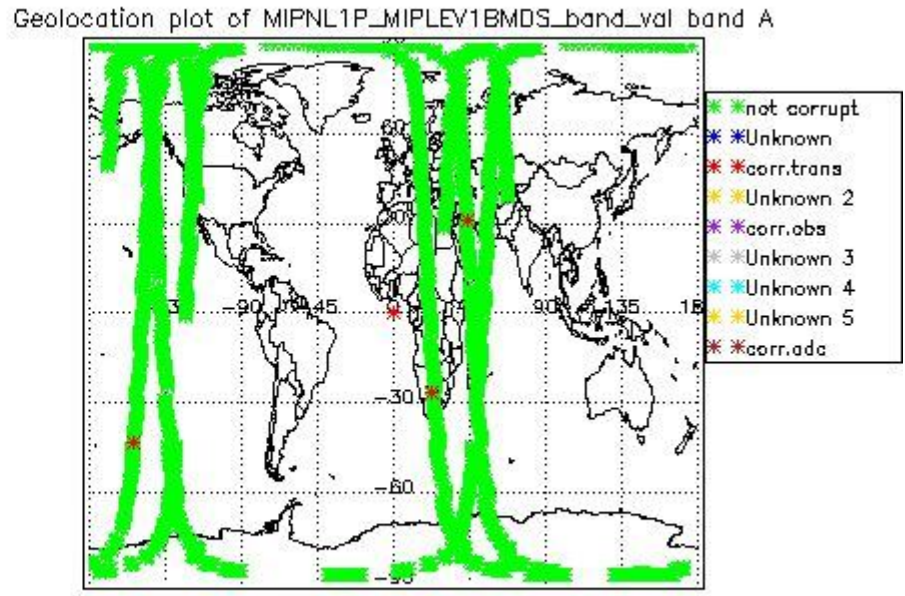 Geolocation plot of MIPNL1P_MIPLEV1BMDS_band_val band A
not corrupt
Unknown
corr.trans
Unknown 2
corr.obs
Unknown 3
Unknown 4
Unknown 5
corr.adc
60
-90
45
90
135
-30
-60